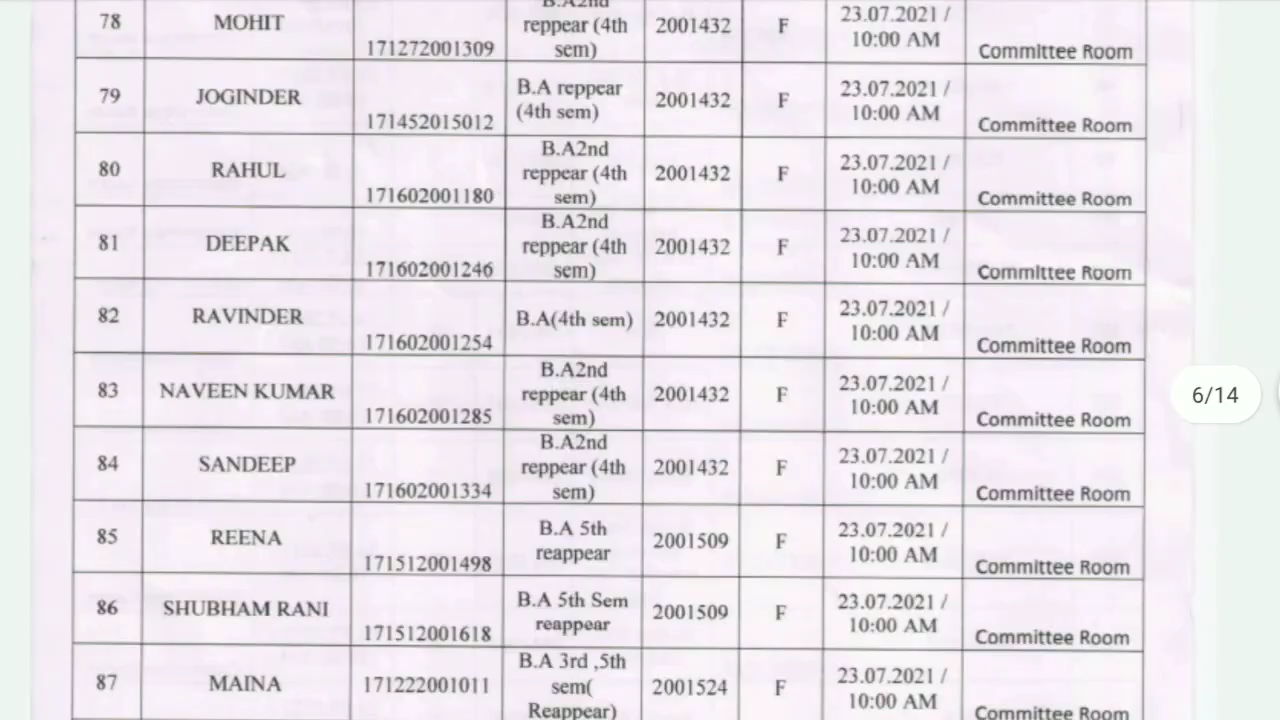 78 MOHIT 171272001309 B.A2nd reppear (4th sem) 2001432 F 23.07.2021 / 10:00 AM Committee Room
79 JOGINDER 171452015012 B.A reppear (4th sem) 2001432 F 23.07.2021 / 10:00 AM Committee Room
80 RAHUL 171602001180 B.A2nd reppear (4th sem) 2001432 F 23.07.2021 / 10:00 AM Committee Room
81 DEEPAK 171602001246 B.A2nd reppear (4th sem) 2001432 F 23.07.2021 / 10:00 AM Committee Room
82 RAVINDER 171602001254 B.A(4th sem) 2001432 F 23.07.2021 / 10:00 AM Committee Room
83 NAVEEN KUMAR 171602001285 B.A2nd reppear (4th sem) 2001432 F 23.07.2021 / 10:00 AM Committee Room
84 SANDEEP 171602001334 B.A2nd reppear (4th sem) 2001432 F 23.07.2021 / 10:00 AM Committee Room
85 REENA 171512001498 B.A 5th reappear 2001509 F 23.07.2021 / 10:00 AM Committee Room
86 SHUBHAM RANI 171512001618 B.A 5th Sem reappear 2001509 F 23.07.2021 / 10:00 AM Committee Room
87 MAINA 171222001011 B.A 3rd ,5th sem( Reappear) 2001524 F 23.07.2021 / 10:00 AM Committee Room
6/14